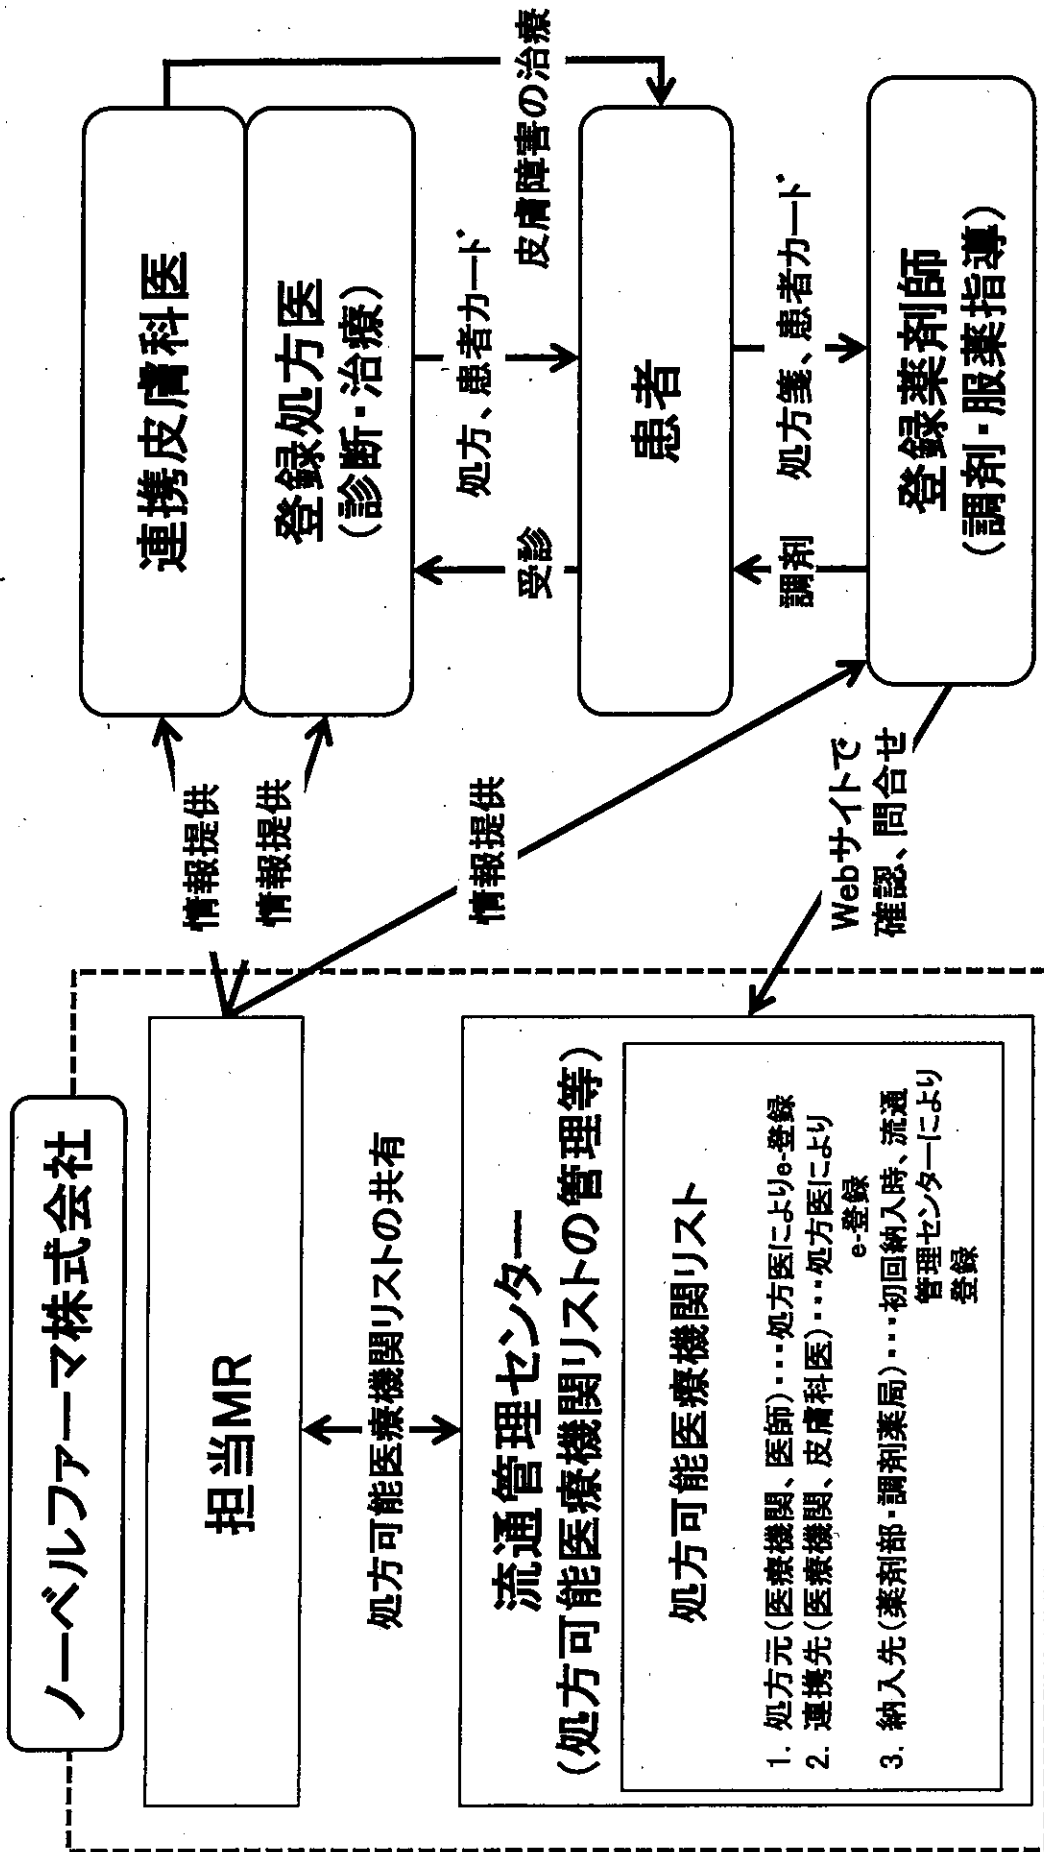 ノーベルファーマ株式会社
担当MR
処方可能医療機関リストの共有
流通管理センター
(処方可能医療機関リストの管理等)
処方可能医療機関リスト
1. 処方元(医療機関、医師)・・・処方医によりe-登録
2. 連携先(医療機関、皮膚科医)・・・処方医により
e-登録
3. 納入先(薬剤部・調剤薬局)・・・初回納入時、流通
管理センターにより
登録
情報提供
情報提供
情報提供
Webサイトで
確認、問合せ
連携皮膚科医
登録処方医
(診断・治療)
受診
処方、患者カード
皮膚障害の治療
患者
調剤
処方箋、患者カード
登録薬剤師
(調剤・服薬指導)